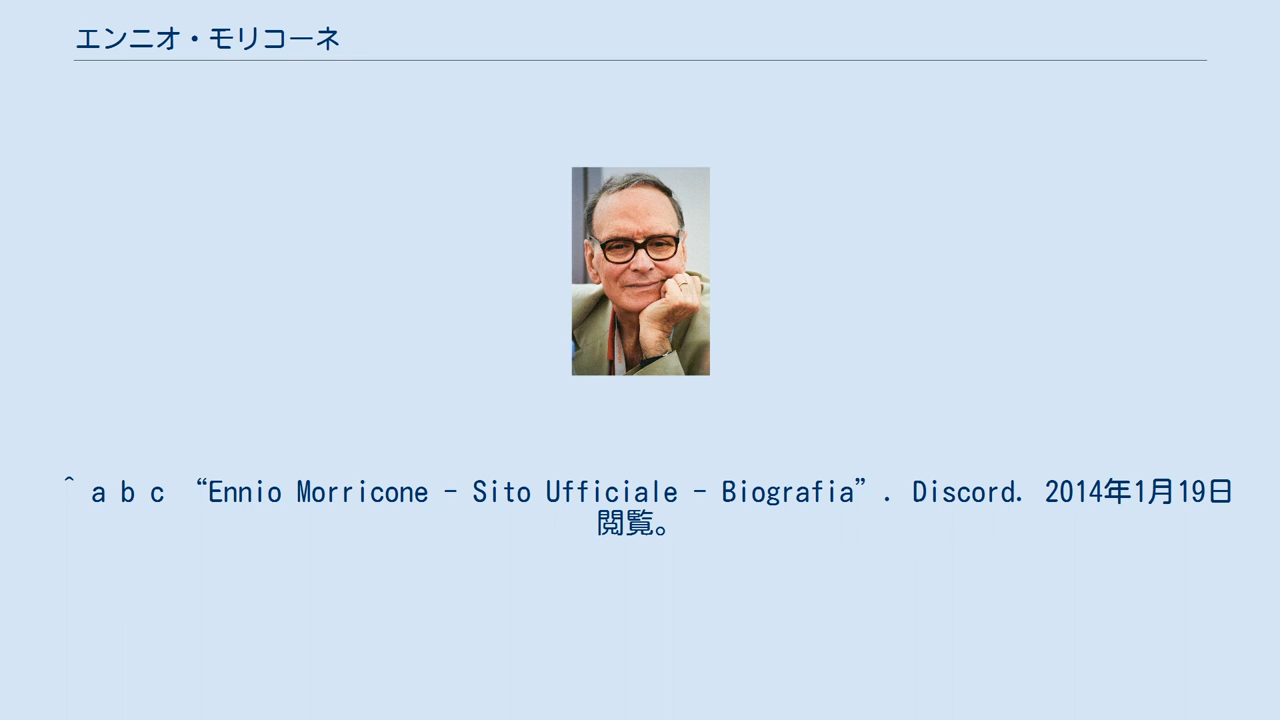 エンニオ・モリコーネ
^ a b c “Ennio Morricone - Sito Ufficiale - Biografia”. Discord. 2014年1月19日
閲覧。